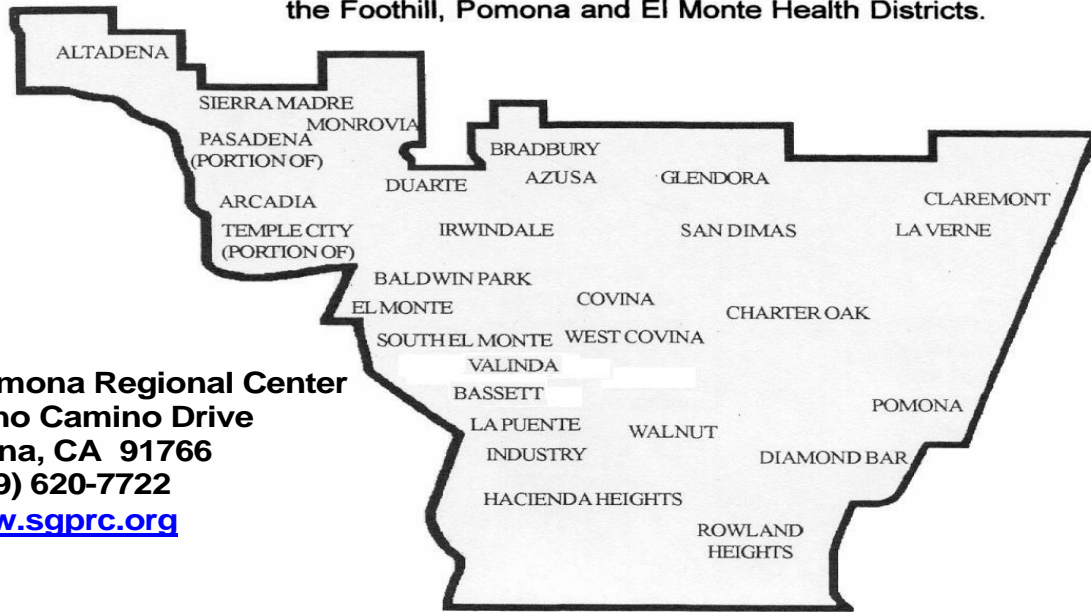 the Foothill, Pomona and El Monte Health Districts.
ALTADENA
SIERRA MADRE
MONROVIA
PASADENA
(PORTION OF)
BRADBURY
DUARTE
AZUSA
GLENDORA
CLAREMONT
ARCADIA
TEMPLE CITY
(PORTION OF)
IRWINDALE
SAN DIMAS
LA VERNE
BALDWIN PARK
EL MONTE
COVINA
CHARTER OAK
SOUTH EL MONTE
WEST COVINA
VALINDA
BASSETT
POMONA
LA PUENTE
WALNUT
INDUSTRY
DIAMOND BAR
HACIENDA HEIGHTS
ROWLAND
HEIGHTS
mona Regional Center
no Camino Drive
na, CA 91766
9) 620-7722
w.sgprc.org